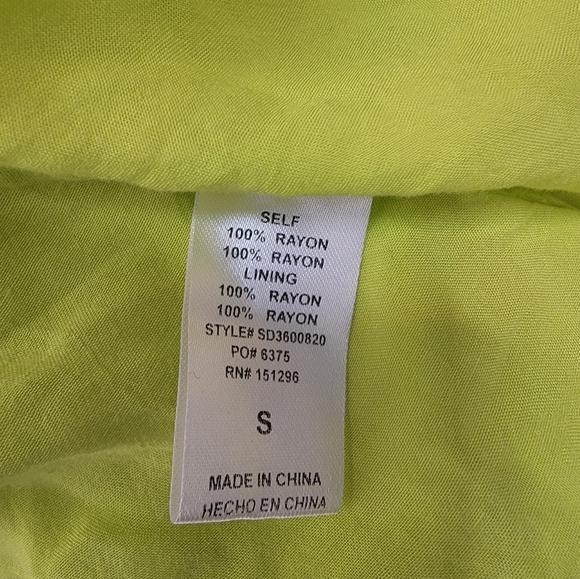 SELF
100% RAYON
100% RAYON
LINING
100% RAYON
100% RAYON
STYLE# SD3600820
PO# 6375
RN# 151296
S
MADE IN CHINA
HECHO EN CHINA